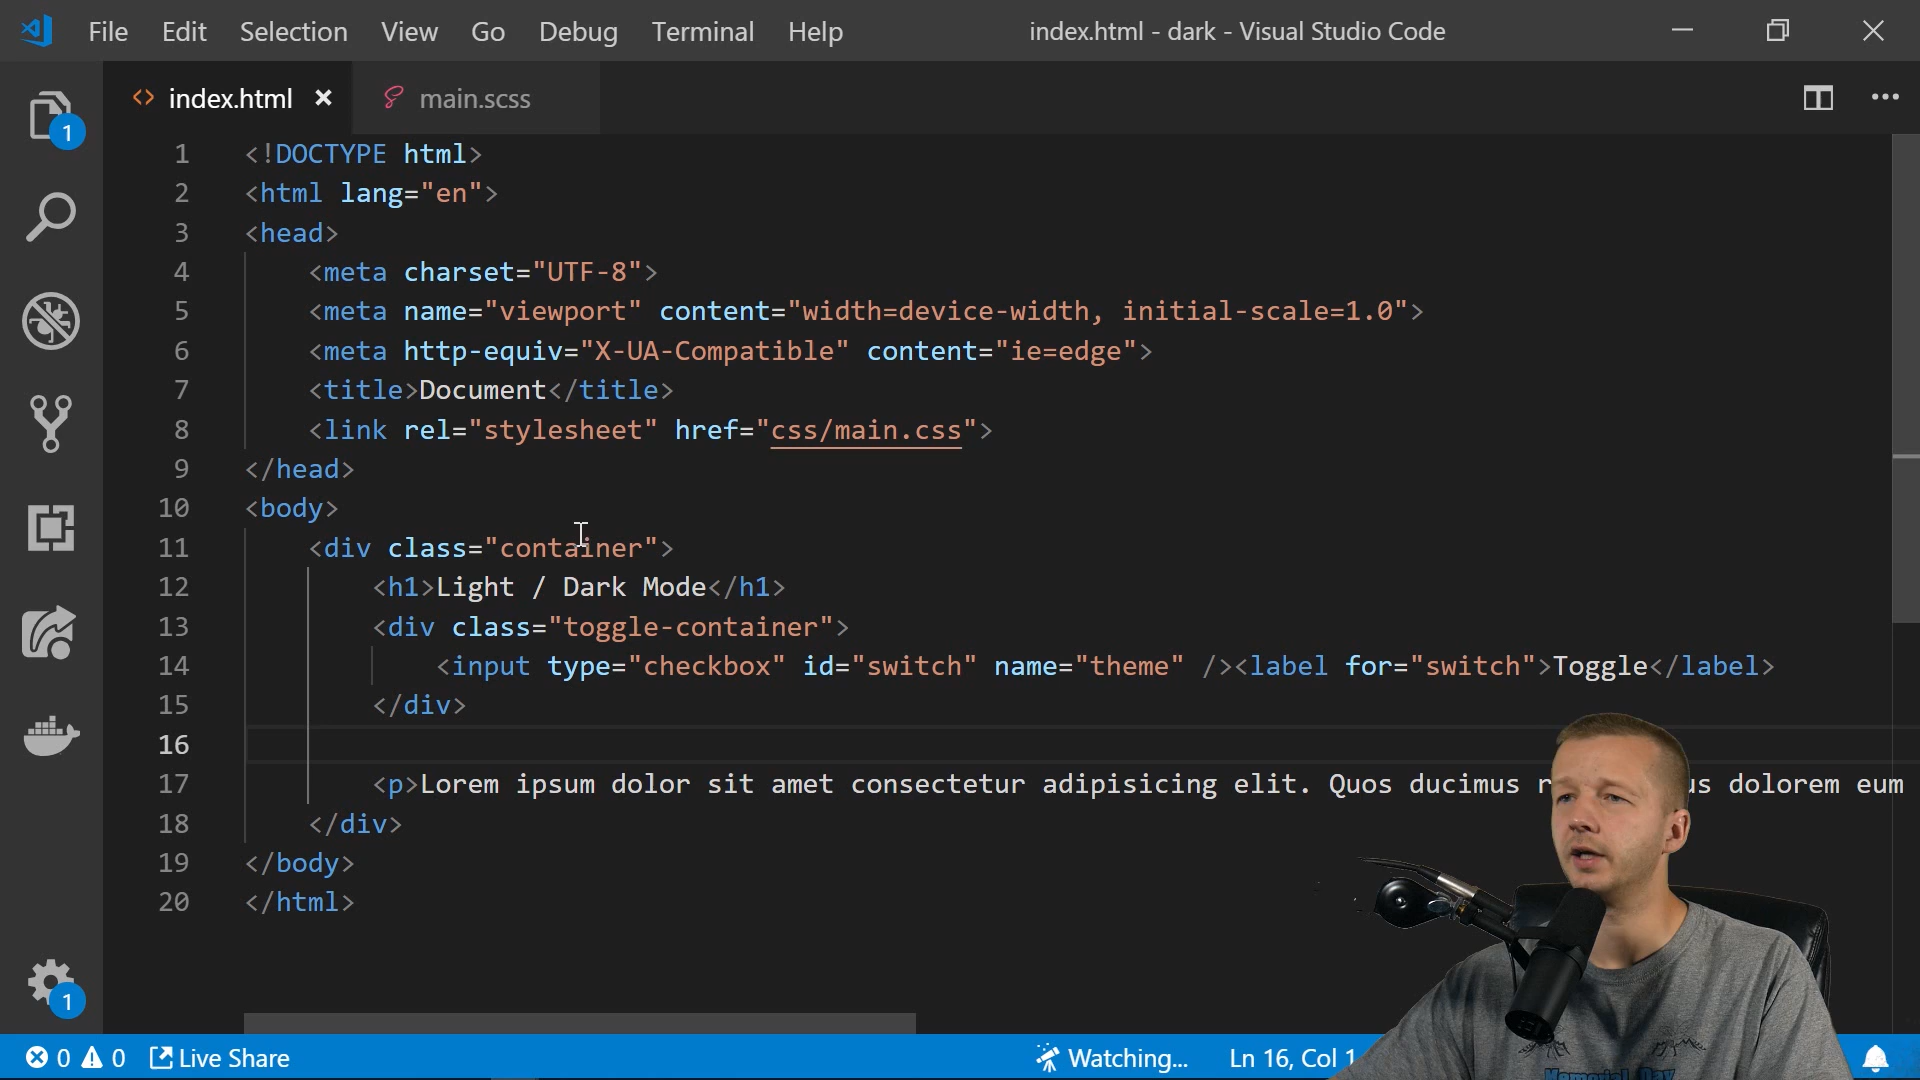 File Edit Selection View Go Debug Terminal Help index.html - dark - Visual Studio Code
<> index.html × main.scss
1 <!DOCTYPE html>
2 <html lang="en">
3 <head>
4 <meta charset="UTF-8">
5 <meta name="viewport" content="width=device-width, initial-scale=1.0">
6 <meta http-equiv="X-UA-Compatible" content="ie=edge">
7 <title>Document</title>
8 <link rel="stylesheet" href="css/main.css">
9 </head>
10 <body>
11 <div class="container">
12 <h1>Light / Dark Mode</h1>
13 <div class="toggle-container">
14 <input type="checkbox" id="switch" name="theme" /><label for="switch">Toggle</label>
15 </div>
16
17 <p>Lorem ipsum dolor sit amet consectetur adipisicing elit. Quos ducimus dolorem eum
18 </div>
19 </body>
20 </html>
1
1
0 0 Live Share Watching... Ln 16, Col 1
Memorial Day